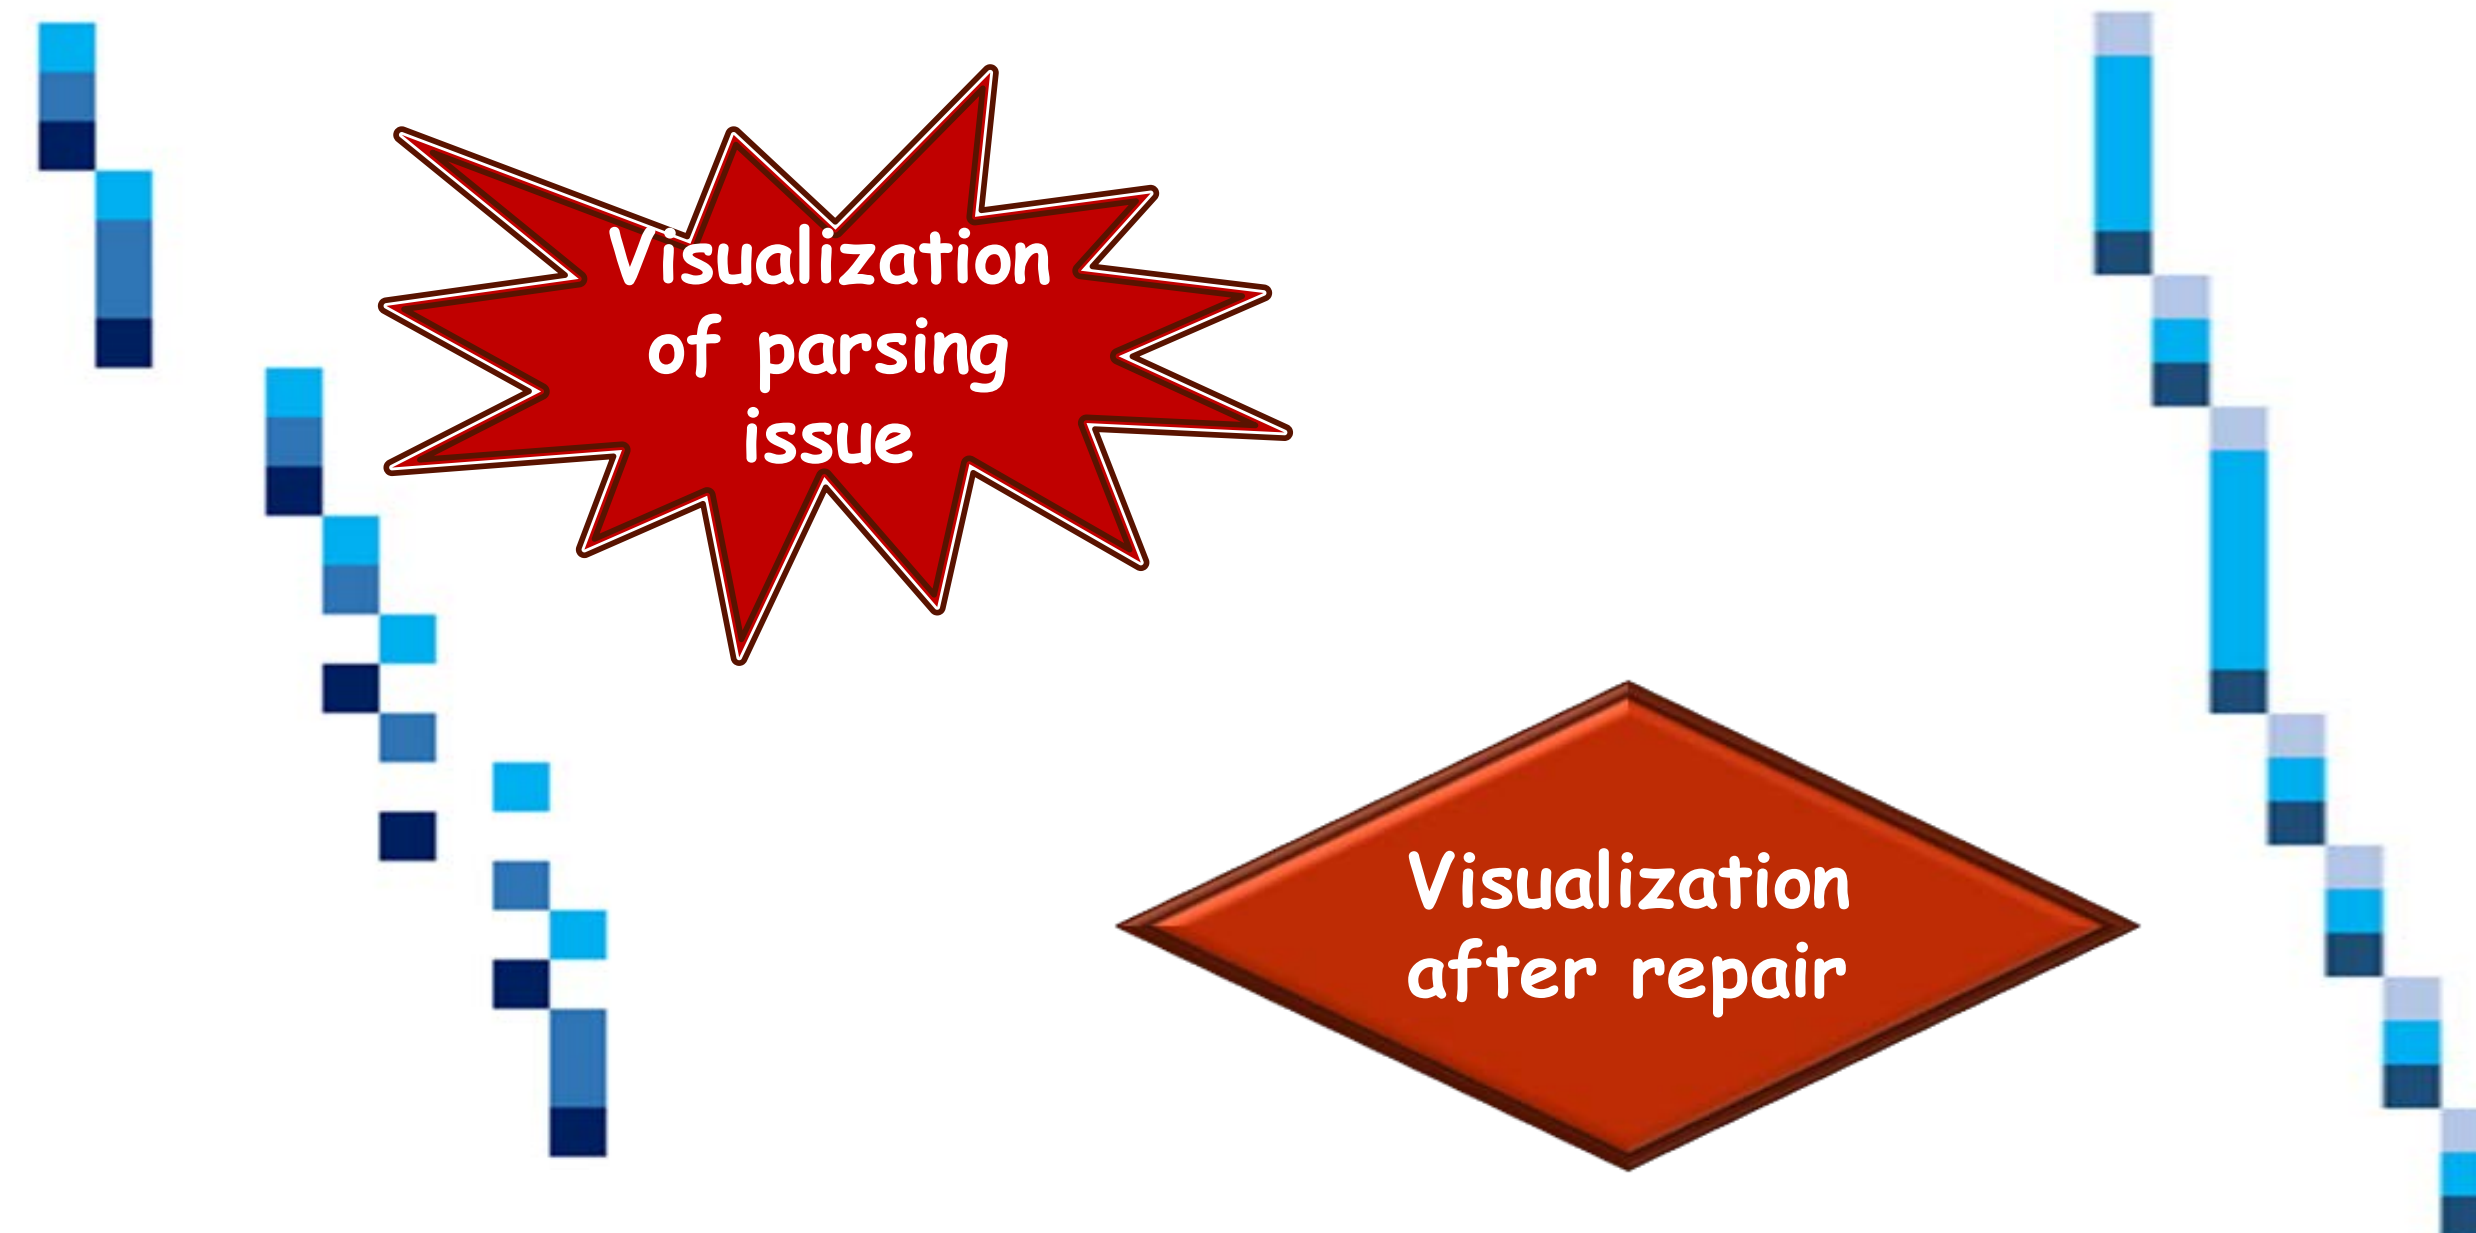 Visualization
of parsing
issue
Visualization
after repair